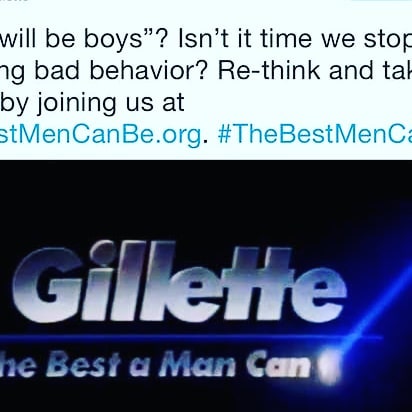 will be boys”? Isn’t it time we stop
ng bad behavior? Re-think and tak
by joining us at
stMenCanBe.org. #TheBestMenCa
Gillette
he Best a Man Can